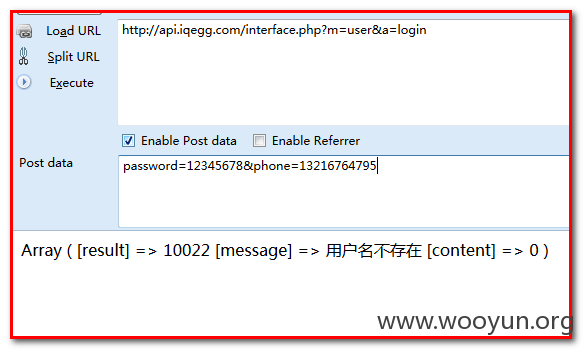 Load URL
http://api.iqegg.com/interface.php?m=user&a=login
Split URL
Execute
Enable Post data
Enable Referrer
Post data
password=12345678&phone=13216764795
Array ( [result] => 10022 [message] => 用户名不存在 [content] => 0 )
www.wooyun.org